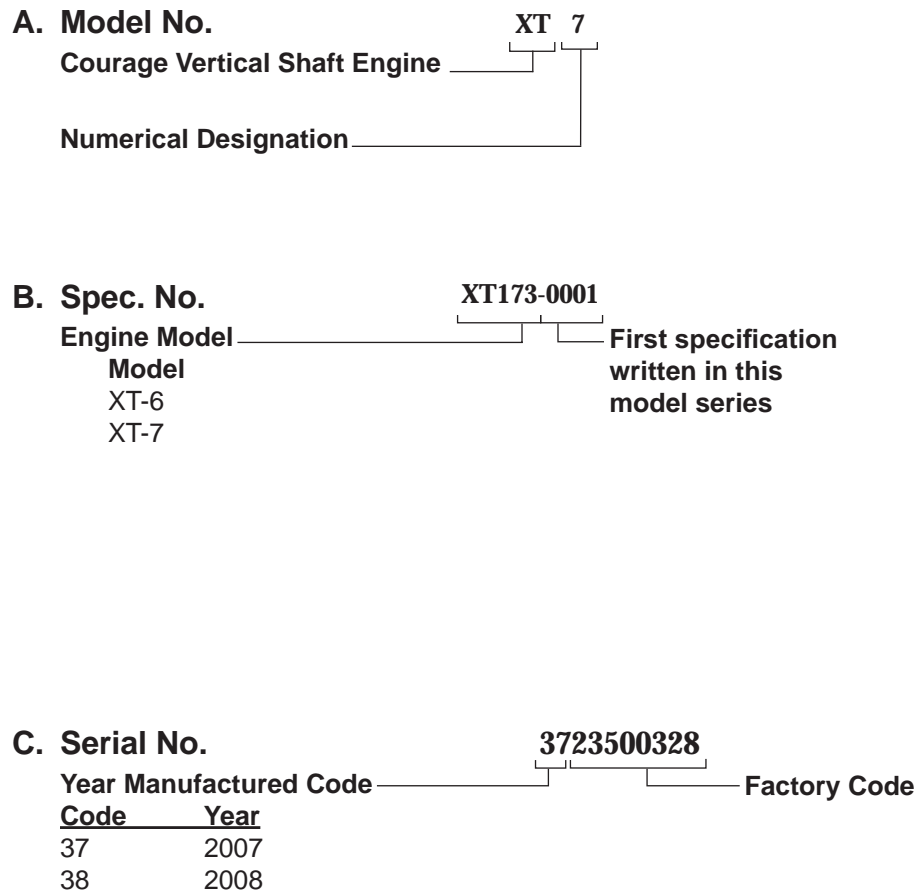 A. Model No. XT 7
Courage Vertical Shaft Engine
Numerical Designation
B. Spec. No. XT173-0001
Engine Model First specification
Model written in this
XT-6 model series
XT-7
C. Serial No. 3723500328
Year Manufactured Code Factory Code
Code Year
37 2007
38 2008